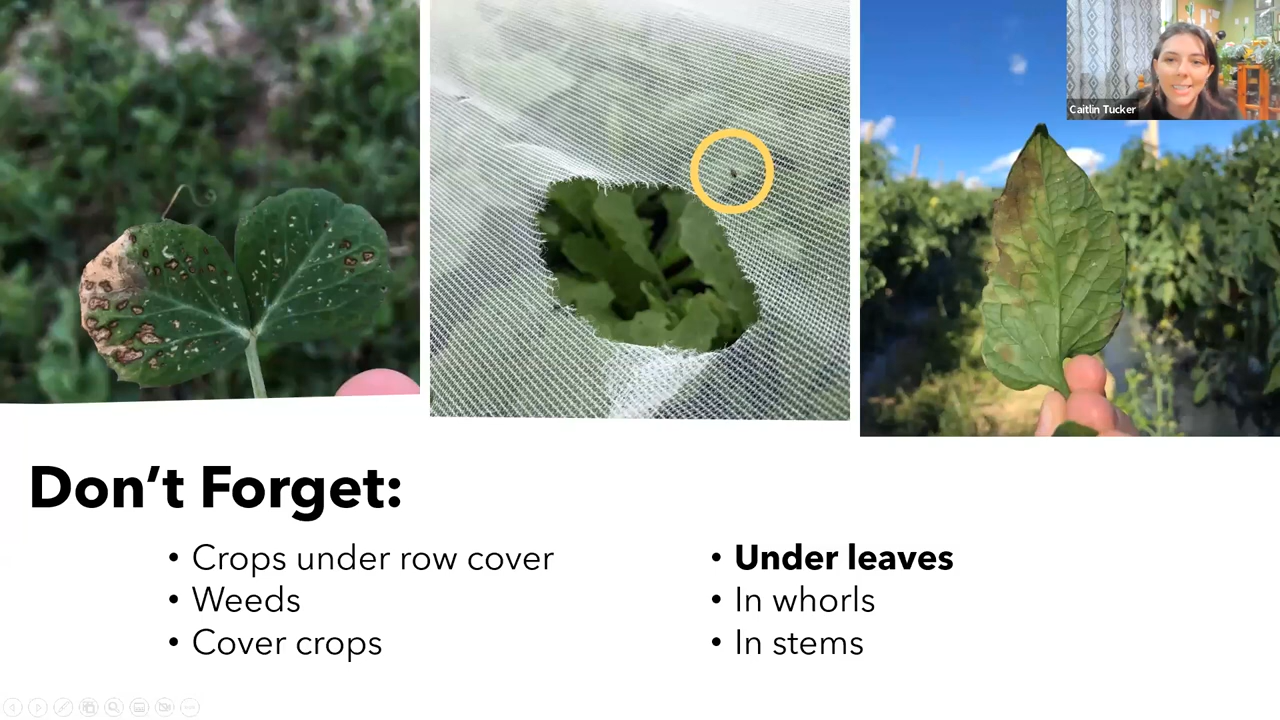 Caitlin Tucker
Don’t Forget:
• Crops under row cover
• Weeds
• Cover crops
• Under leaves
• In whorls
• In stems